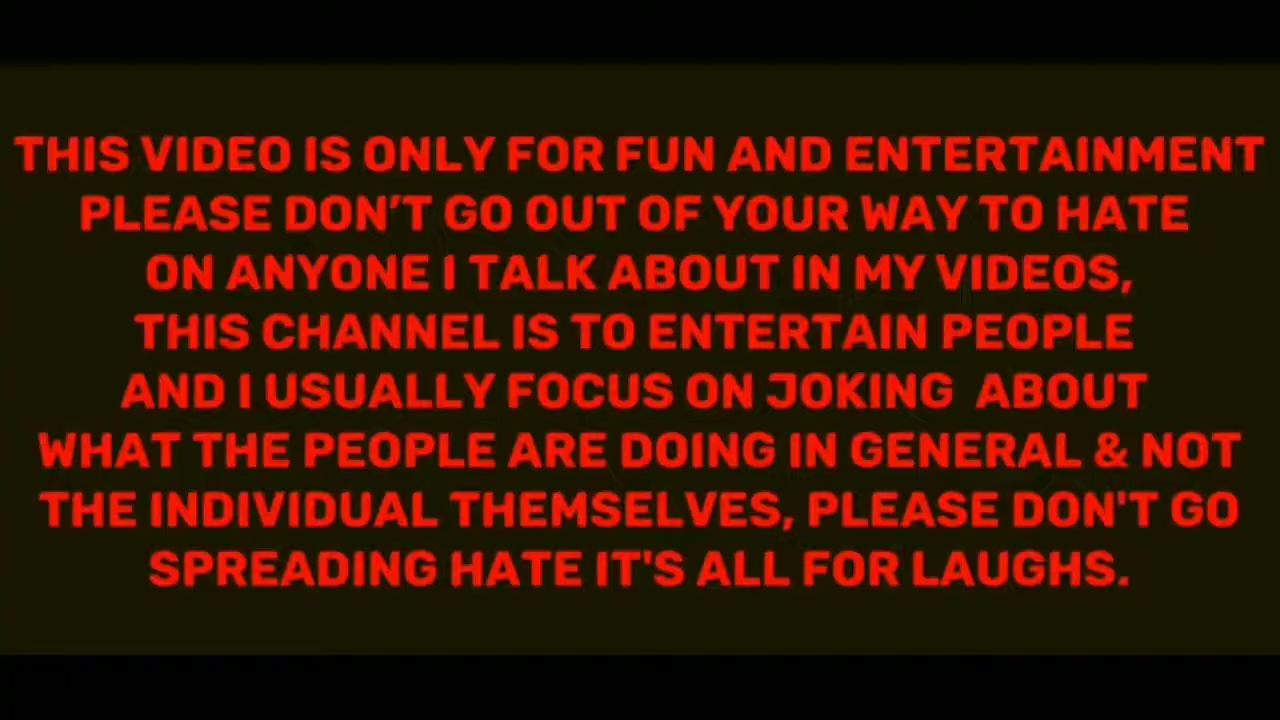 THIS VIDEO IS ONLY FOR FUN AND ENTERTAINMENT
PLEASE DON’T GO OUT OF YOUR WAY TO HATE
ON ANYONE I TALK ABOUT IN MY VIDEOS,
THIS CHANNEL IS TO ENTERTAIN PEOPLE
AND I USUALLY FOCUS ON JOKING ABOUT
WHAT THE PEOPLE ARE DOING IN GENERAL & NOT
THE INDIVIDUAL THEMSELVES, PLEASE DON'T GO
SPREADING HATE IT'S ALL FOR LAUGHS.